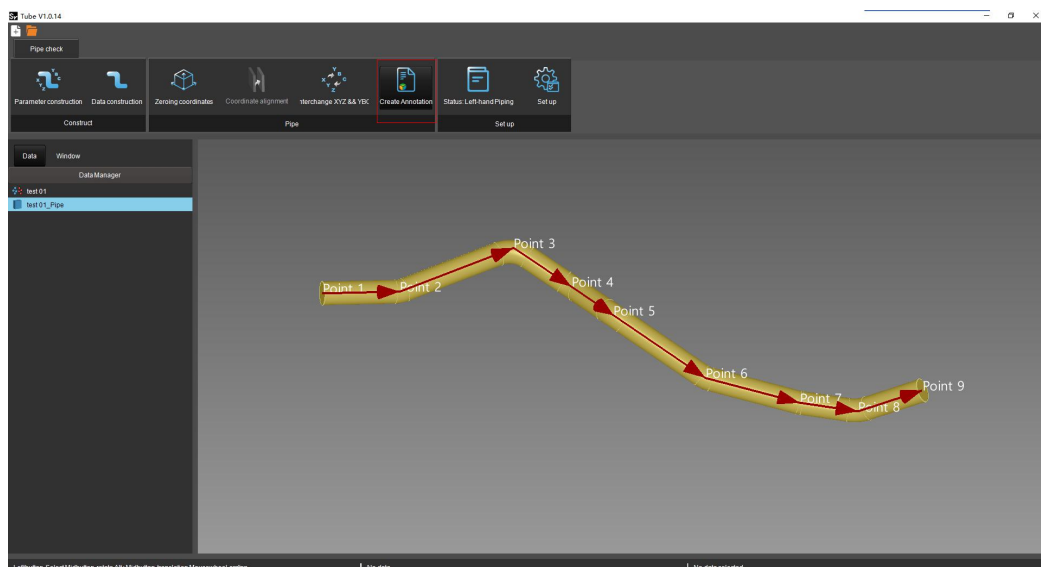 Tube V1.0.14
Pipe check
Parameter construction Data construction Zeroing coordinates Coordinate alignment nterchange XYZ && YBC Create Annotation Status: Left-hand Piping Set up
Construct Pipe Set up
Data Window
Data Manager
test 01
test 01_Pipe
Point 3
Point 4
Point 1 Point 2
Point 5
Point 6
Point 9
Point 7
Point 8
No data No data selected